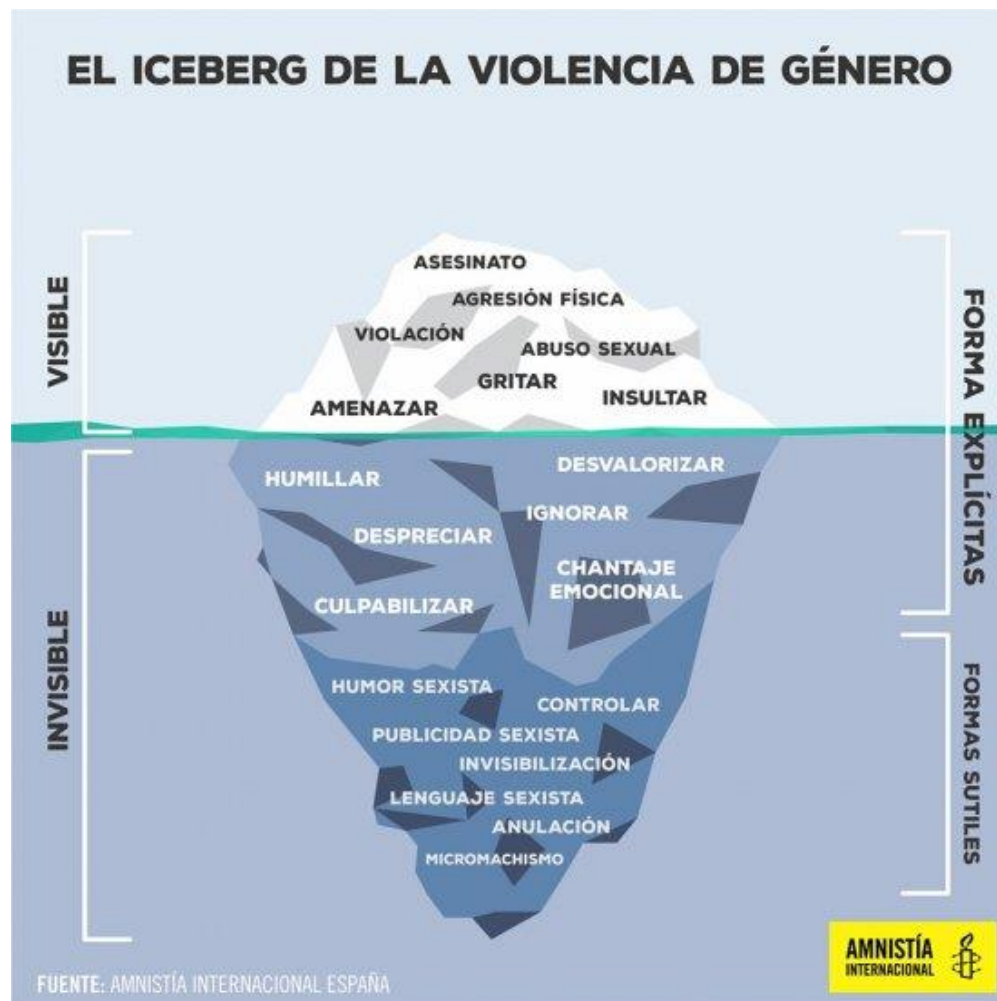 EL ICEBERG DE LA VIOLENCIA DE GÉNERO
VISIBLE
FORMA EXPLÍCITAS
ASESINATO
AGRESIÓN FÍSICA
VIOLACIÓN
ABUSO SEXUAL
GRITAR
INSULTAR
AMENAZAR
INVISIBLE
DESVALORIZAR
HUMILLAR
IGNORAR
DESPRECIAR
CHANTAJE
EMOCIONAL
CULPABILIZAR
FORMAS SUTILES
HUMOR SEXISTA
CONTROLAR
PUBLICIDAD SEXISTA
INVISIBILIZACIÓN
LENGUAJE SEXISTA
ANULACIÓN
MICROMACHISMO
AMNISTÍA
INTERNACIONAL
FUENTE: AMNISTÍA INTERNACIONAL ESPAÑA